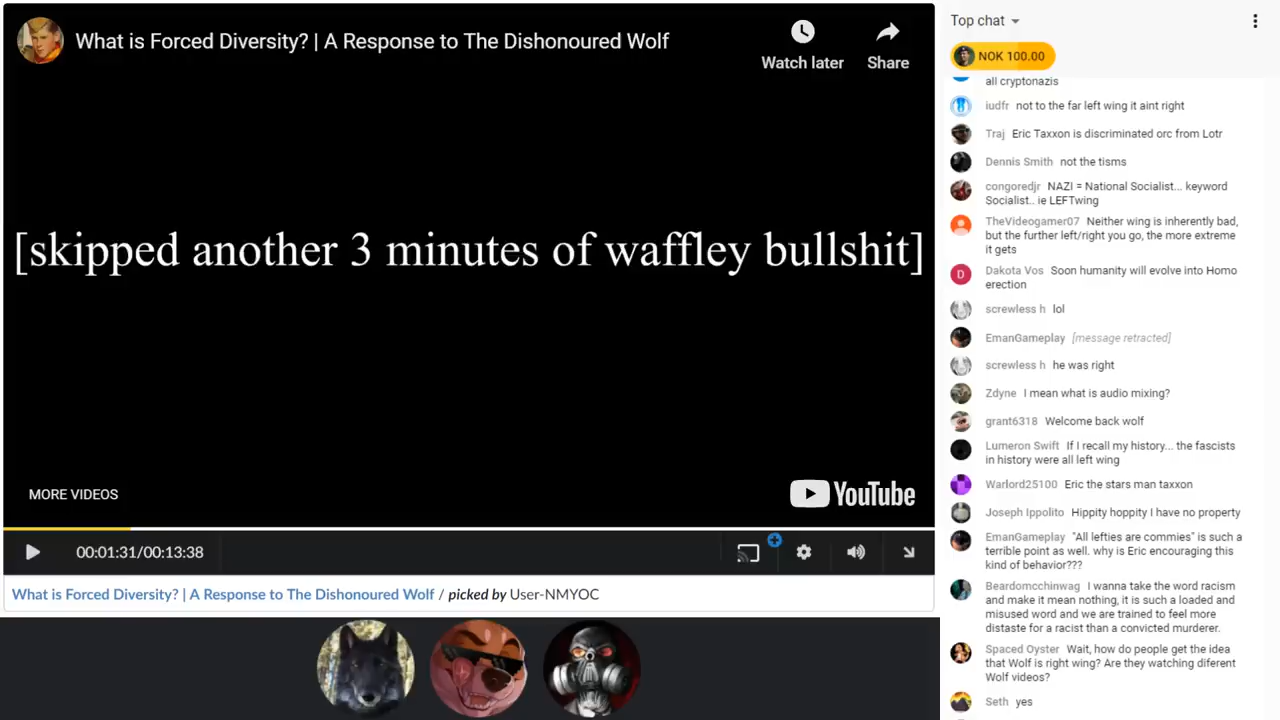 What is Forced Diversity? | A Response to The Dishonoured Wolf
Watch later
Share
[skipped another 3 minutes of waffley bullshit]
MORE VIDEOS
YouTube
00:01:31/00:13:38
What is Forced Diversity? | A Response to The Dishonoured Wolf / picked by User-NMYOC
Top chat
NOK 100.00
all cryptonazis
iudfr not to the far left wing it aint right
Traj Eric Taxxon is discriminated orc from Lotr
Dennis Smith not the tisms
congoredjr NAZI = National Socialist... keyword
Socialist.. ie LEFTwing
TheVideogamer07 Neither wing is inherently bad,
but the further left/right you go, the more extreme
it gets
D
Dakota Vos Soon humanity will evolve into Homo
erection
screwless h lol
EmanGameplay [message retracted]
screwless h he was right
Zdyne I mean what is audio mixing?
grant6318 Welcome back wolf
Lumeron Swift If I recall my history... the fascists
in history were all left wing
Warlord25100 Eric the stars man taxxon
Joseph Ippolito Hippity hoppity I have no property
EmanGameplay "All lefties are commies" is such a
terrible point as well. why is Eric encouraging this
kind of behavior???
Beardomcchinwag I wanna take the word racism
and make it mean nothing, it is such a loaded and
misused word and we are trained to feel more
distaste for a racist than a convicted murderer.
Spaced Oyster Wait, how do people get the idea
that Wolf is right wing? Are they watching diferent
Wolf videos?
Seth yes